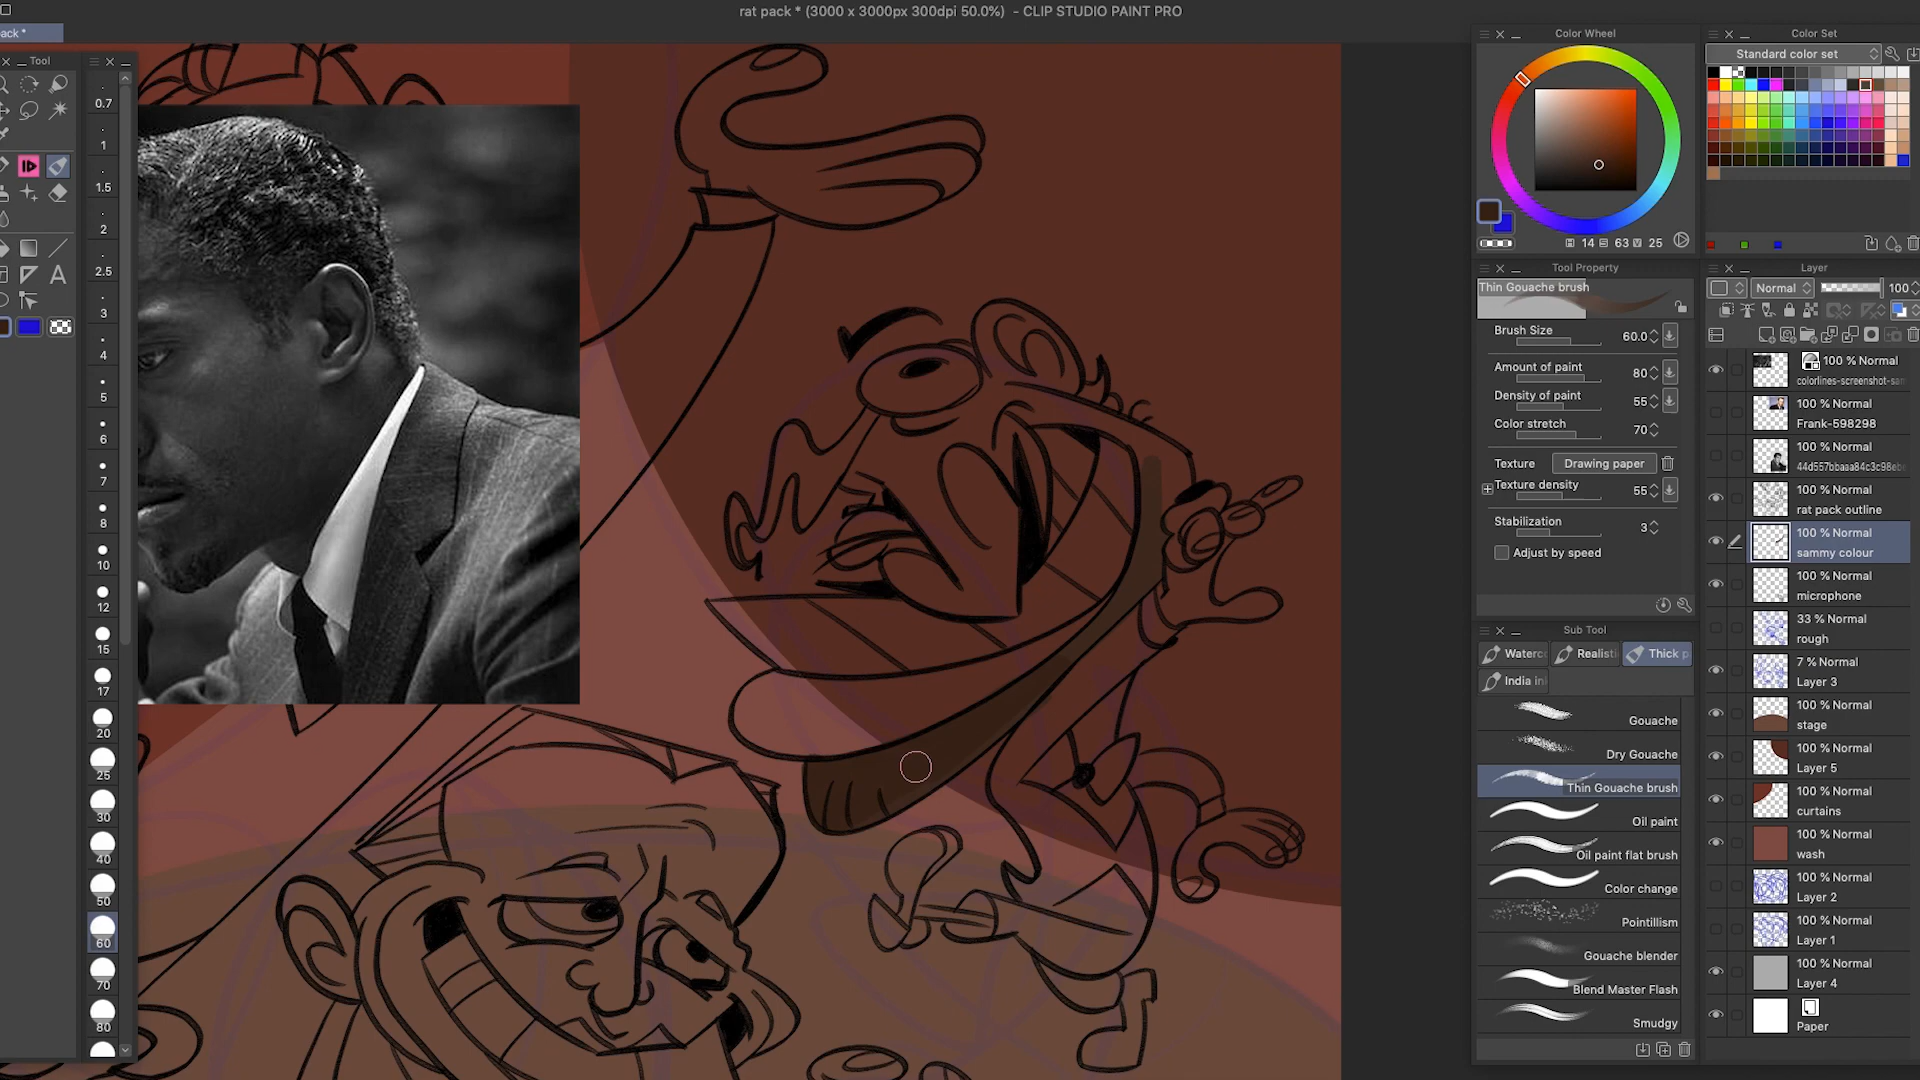 rat pack * (3000 x 3000px 300dpi 50.0%) - CLIP STUDIO PAINT PRO
ack *
Tool
0.7
1
1.5
2
2.5
3
4
5
6
7
8
10
12
15
17
20
25
30
40
50
60
70
80
A
Color Wheel
14 63 25
Tool Property
Thin Gouache brush
Brush Size 60.0
Amount of paint 80
Density of paint 55
Color stretch 70
Texture Drawing paper
Texture density 55
Stabilization 3
Adjust by speed
Sub Tool
Waterc Realisti Thick p
India in
Gouache
Dry Gouache
Thin Gouache brush
Oil paint
Oil paint flat brush
Color change
Pointillism
Gouache blender
Blend Master Flash
Smudgy
Color Set
Standard color set
Layer
Normal 100
100 % Normal
colorlines-screenshot-sam
100 % Normal
Frank-598298
100 % Normal
44d557bbaaa84c3c98eb
100 % Normal
rat pack outline
100 % Normal
sammy colour
100 % Normal
microphone
33 % Normal
rough
7 % Normal
Layer 3
100 % Normal
stage
100 % Normal
Layer 5
100 % Normal
curtains
100 % Normal
wash
100 % Normal
Layer 2
100 % Normal
Layer 1
100 % Normal
Layer 4
Paper